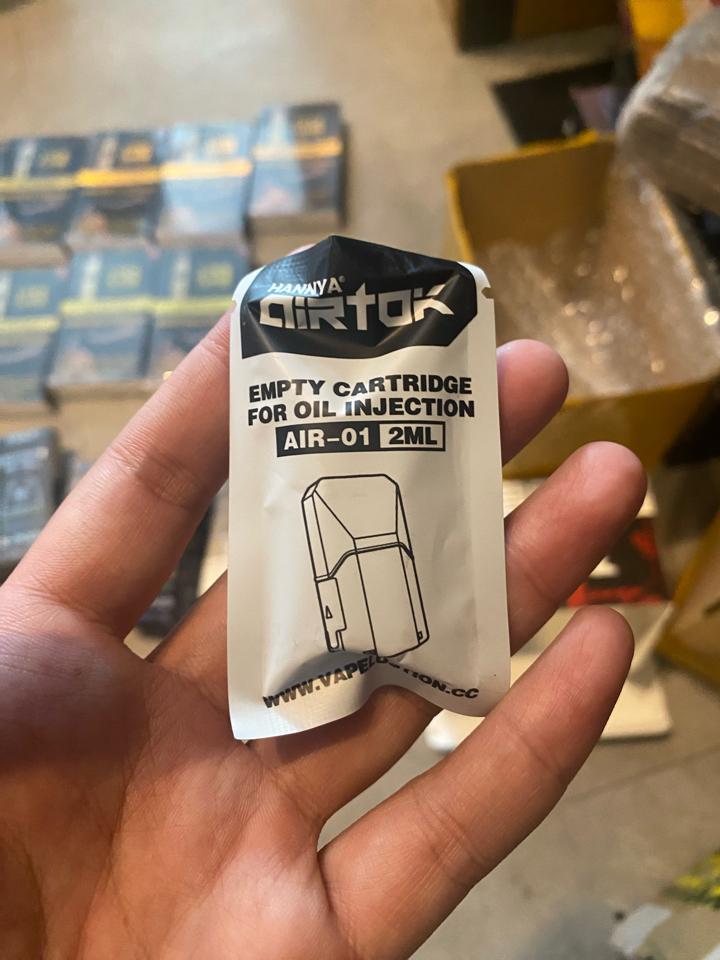 HANNYA®
AIRTOK
EMPTY CARTRIDGE
FOR OIL INJECTION
AIR-01 2ML